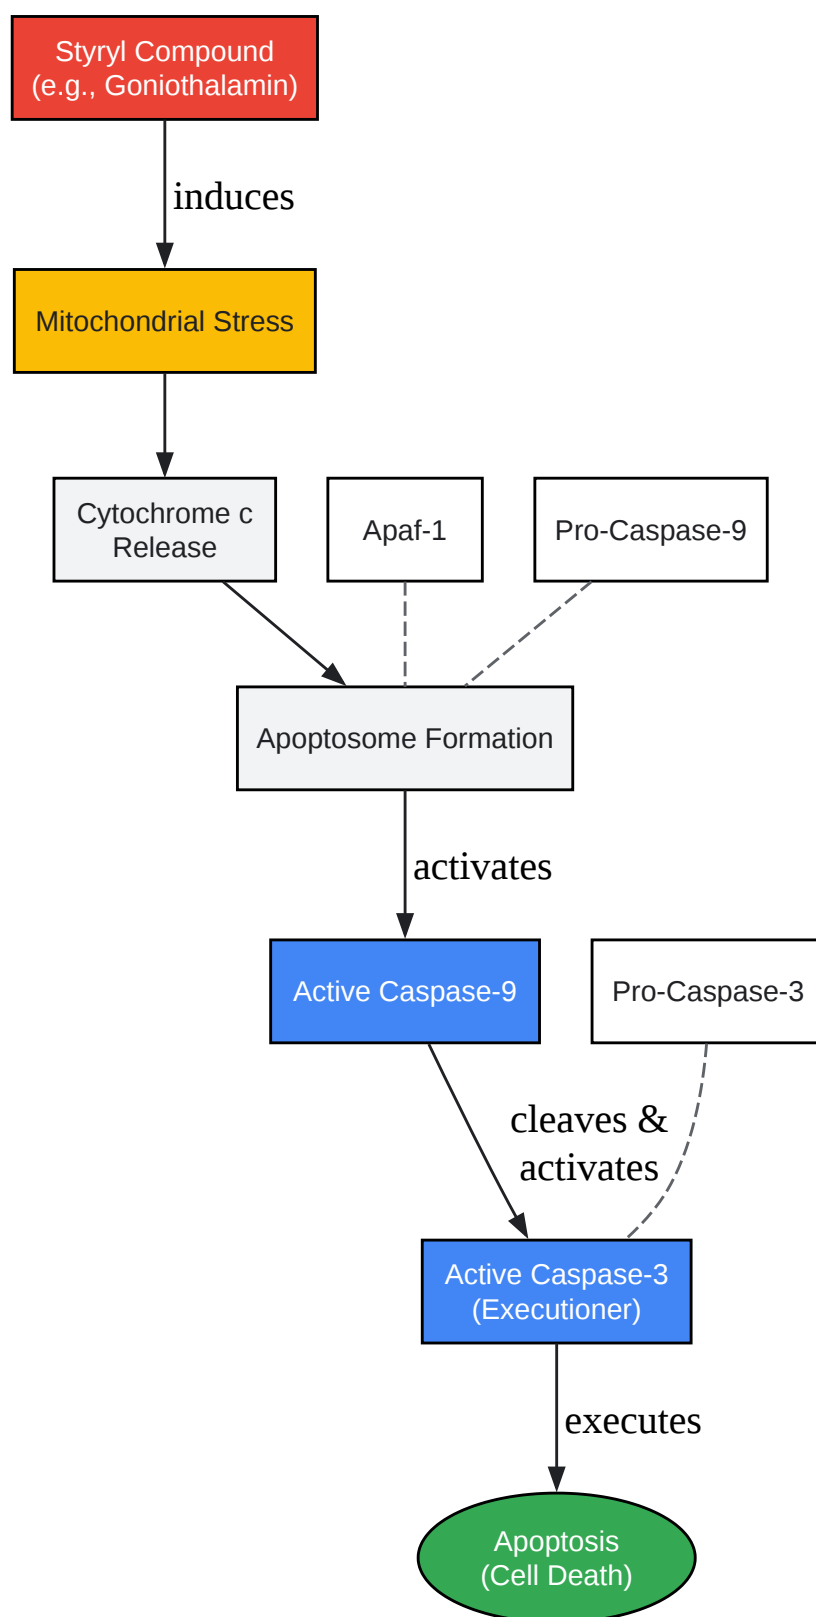 Styryl Compound
(e.g., Goniothalamin)
induces
Mitochondrial Stress
Cytochrome c
Release
Apaf-1
Pro-Caspase-9
Apoptosome Formation
activates
Active Caspase-9
Pro-Caspase-3
cleaves &
activates
Active Caspase-3
(Executioner)
executes
Apoptosis
(Cell Death)